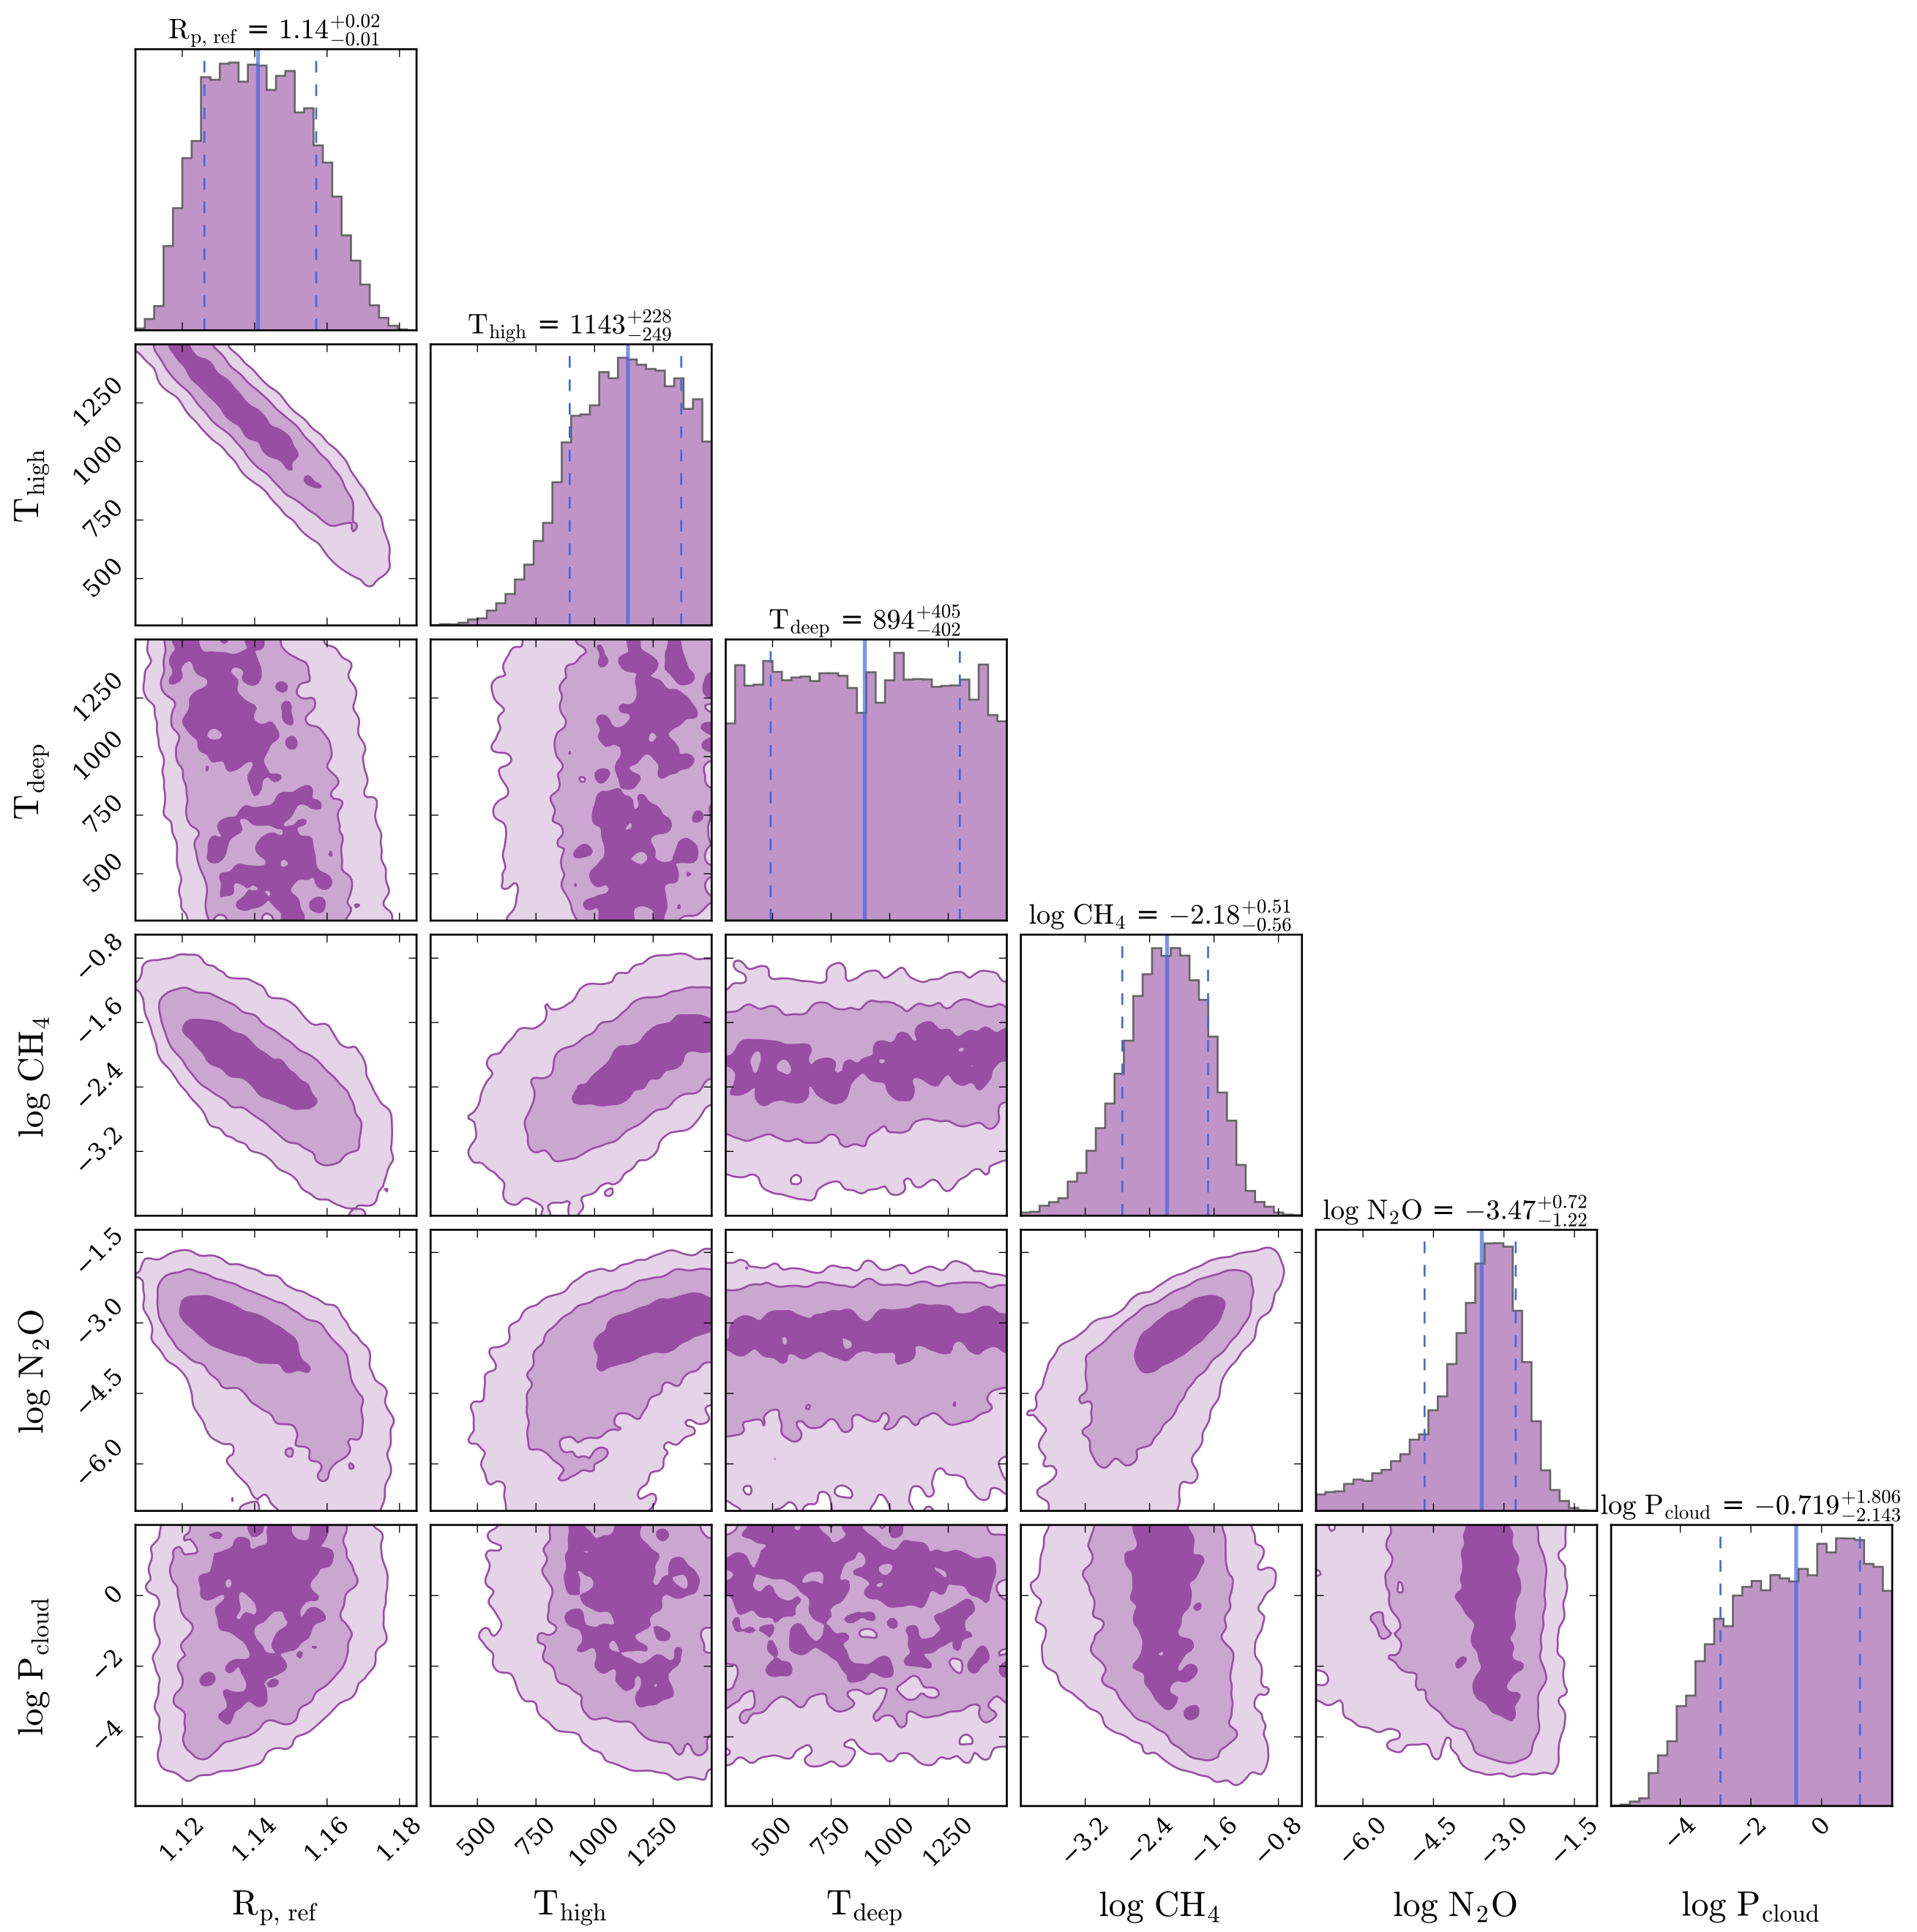 R_p, ref = 1.14 +0.02 −0.01
T_high = 1143 +228 −249
T_high
1250
1000
750
500
T_deep = 894 +405 −402
T_deep
1250
1000
750
500
log CH₄ = −2.18 +0.51 −0.56
log CH₄
−0.8
−1.6
−2.4
−3.2
log N₂O = −3.47 +0.72 −1.22
log N₂O
−1.5
−3.0
−4.5
−6.0
log P_cloud = −0.719 +1.806 −2.143
log P_cloud
0
−2
−4
1.12 1.14 1.16 1.18 500 750 1000 1250 500 750 1000 1250 −3.2 −2.4 −1.6 −0.8 −6.0 −4.5 −3.0 −1.5 −4 −2 0
R_p, ref T_high T_deep log CH₄ log N₂O log P_cloud